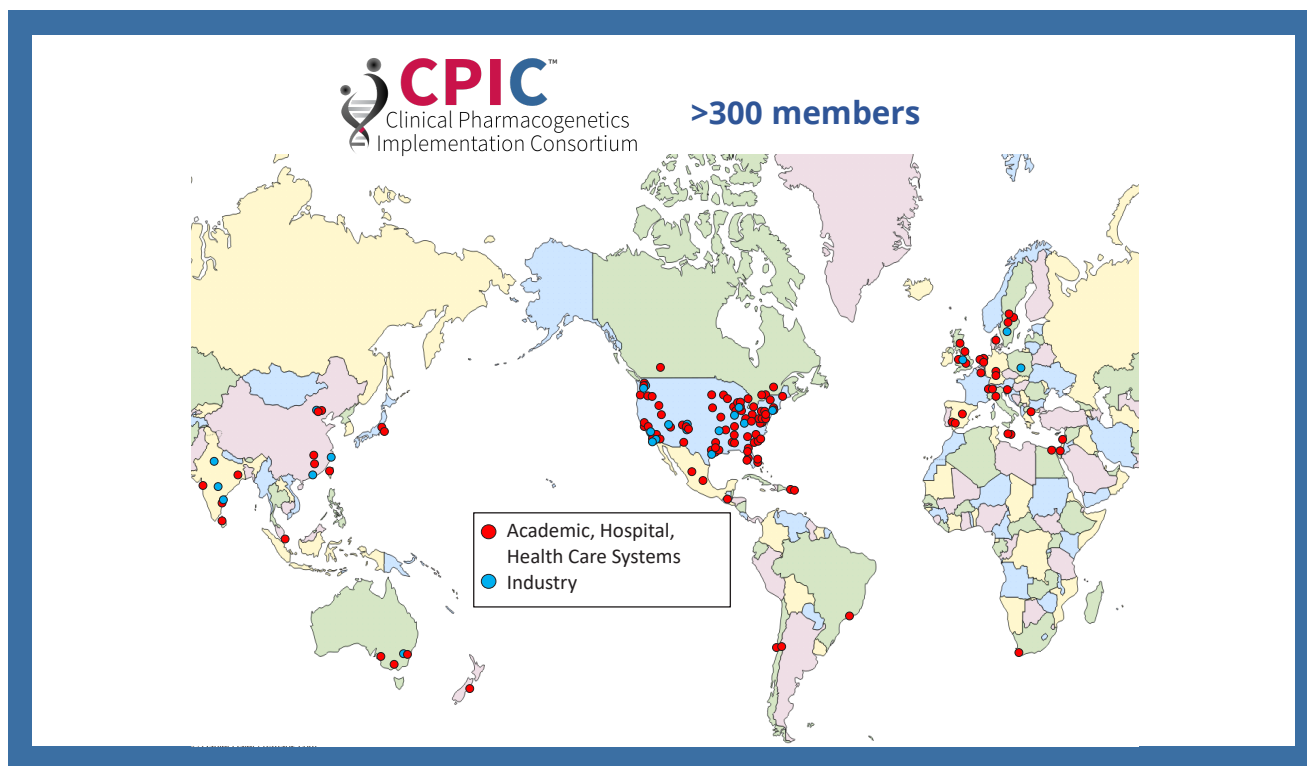 CPIC™
Clinical Pharmacogenetics
Implementation Consortium
>300 members
Academic, Hospital,
Health Care Systems
Industry